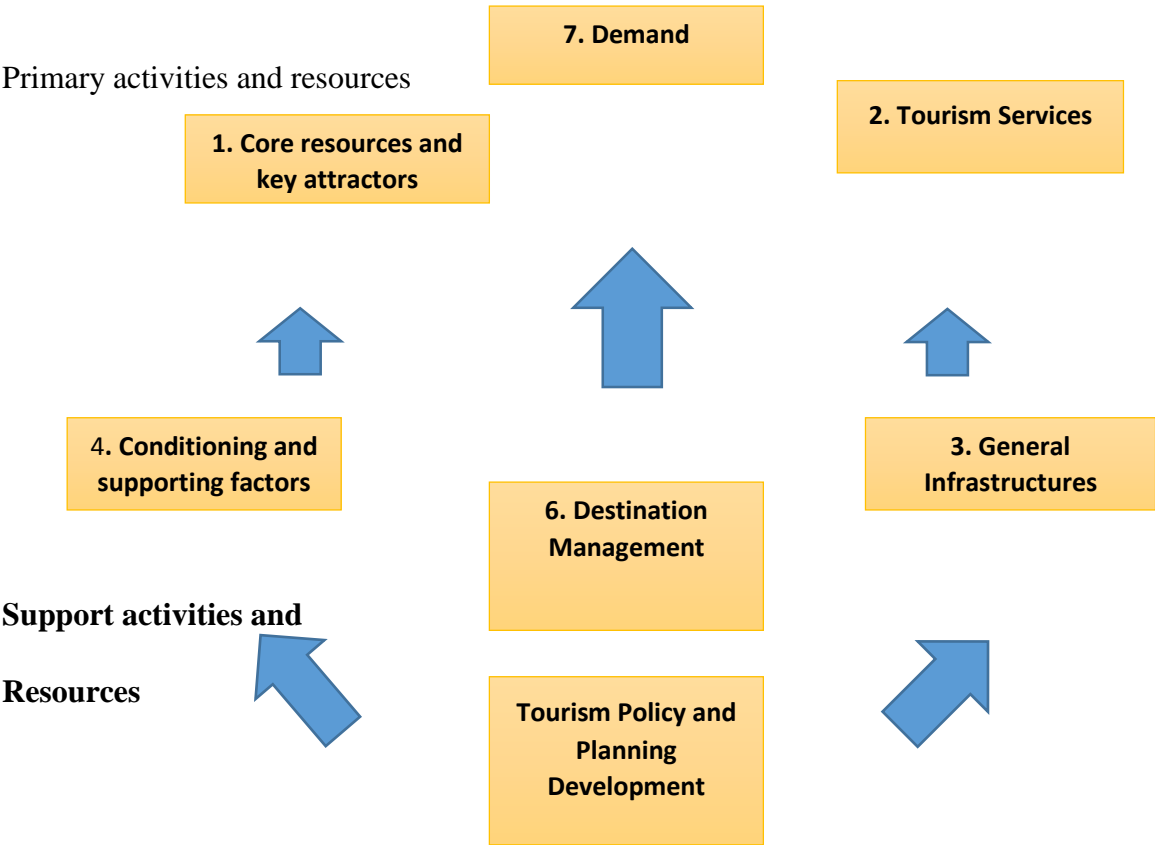 7. Demand
Primary activities and resources
2. Tourism Services
1. Core resources and
key attractors
4. Conditioning and
supporting factors
3. General
Infrastructures
6. Destination
Management
Support activities and
Resources
Tourism Policy and
Planning
Development